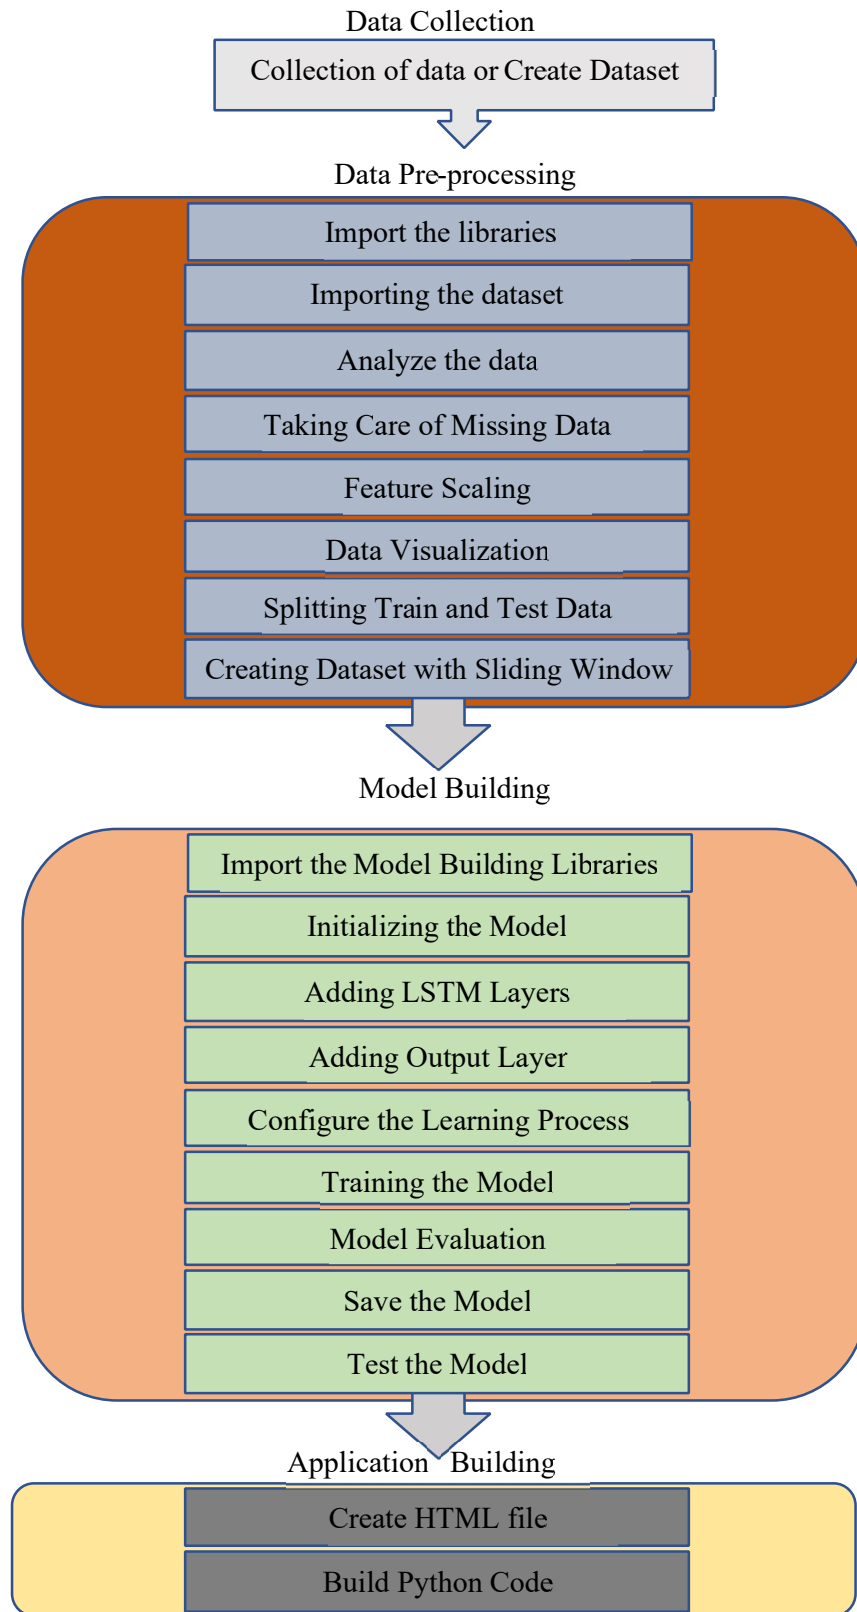 Data Collection
Collection of data or Create Dataset
Data Pre-processing
Import the libraries
Importing the dataset
Analyze the data
Taking Care of Missing Data
Feature Scaling
Data Visualization
Splitting Train and Test Data
Creating Dataset with Sliding Window
Model Building
Import the Model Building Libraries
Initializing the Model
Adding LSTM Layers
Adding Output Layer
Configure the Learning Process
Training the Model
Model Evaluation
Save the Model
Test the Model
Application Building
Create HTML file
Build Python Code